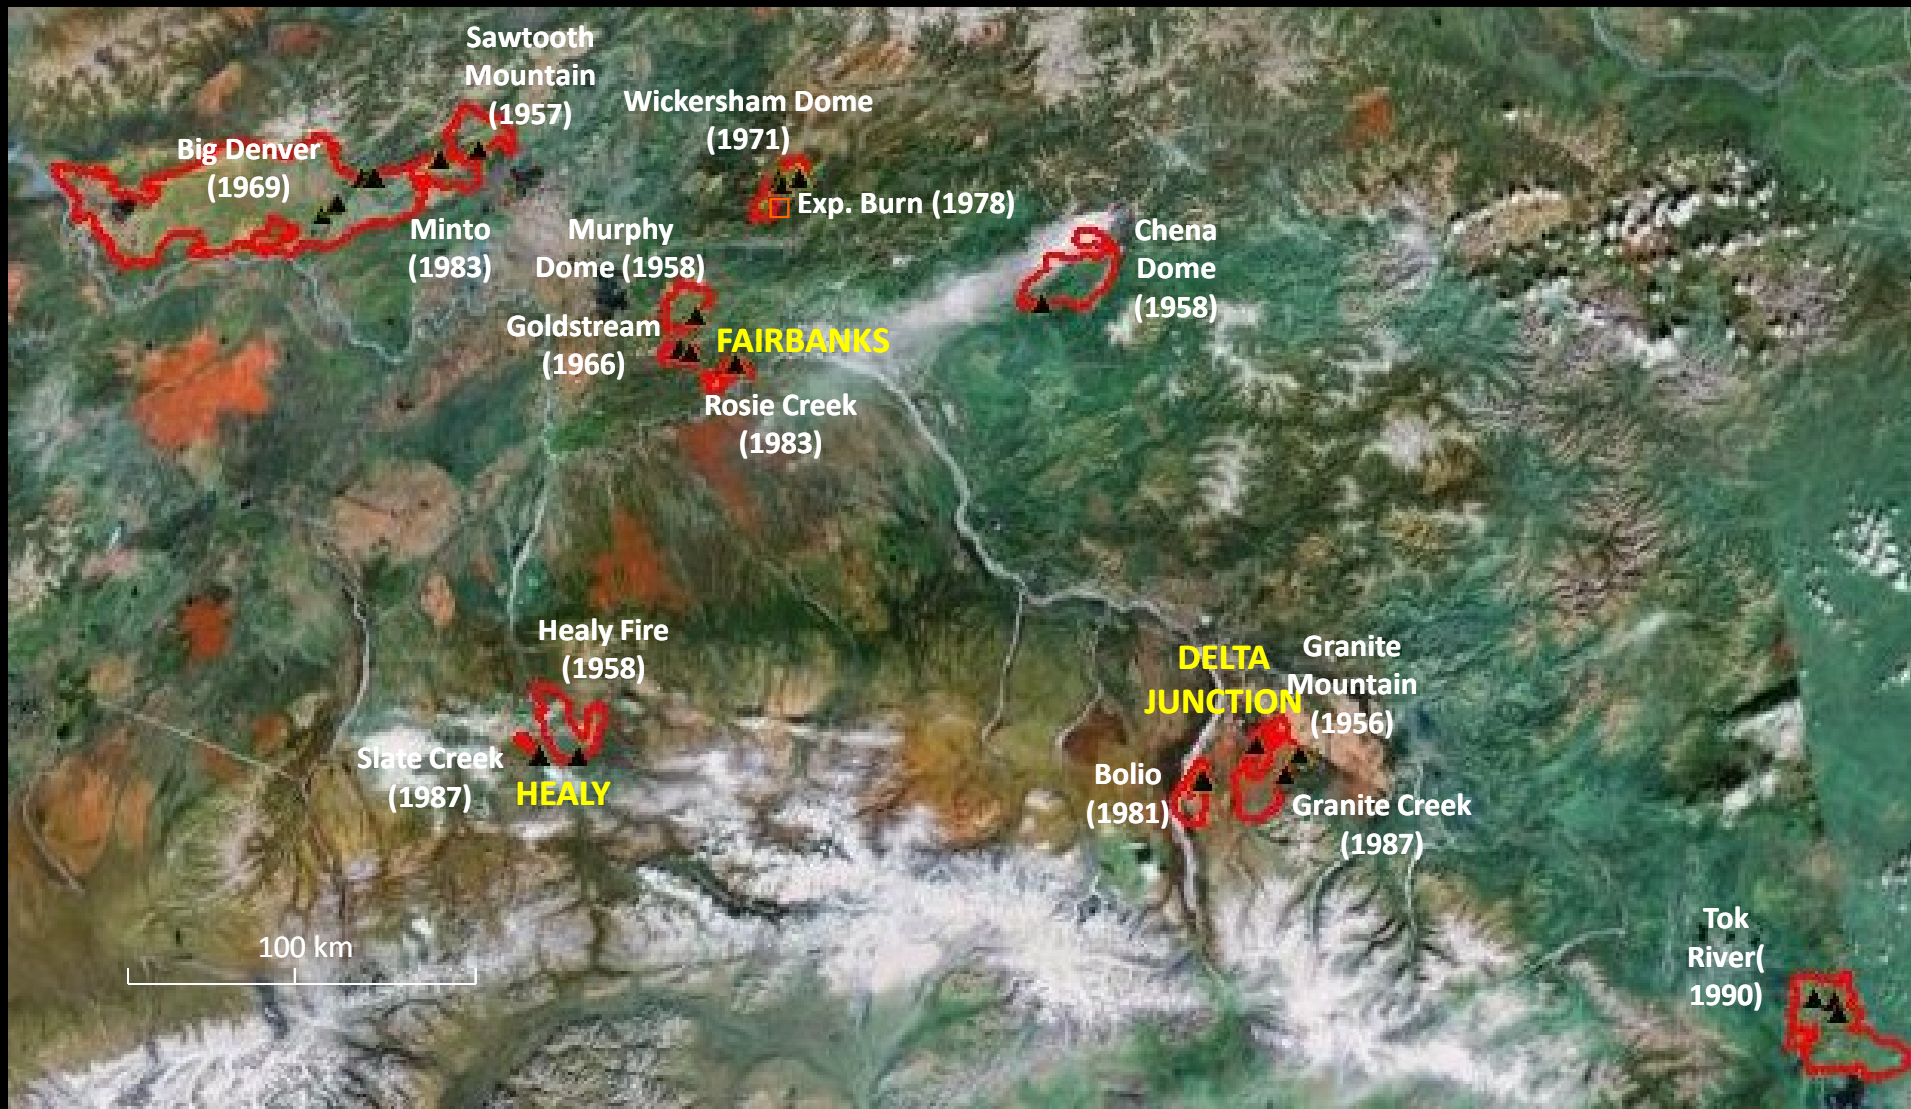 Sawtooth
Mountain
(1957)
Wickersham Dome
(1971)
Big Denver
(1969)
Exp. Burn (1978)
Minto
(1983)
Murphy
Dome (1958)
Chena
Dome
(1958)
Goldstream
(1966)
FAIRBANKS
Rosie Creek
(1983)
Healy Fire
(1958)
DELTA
JUNCTION
Granite
Mountain
(1956)
Slate Creek
(1987)
HEALY
Bolio
(1981)
Granite Creek
(1987)
Tok
River(
1990)
100 km